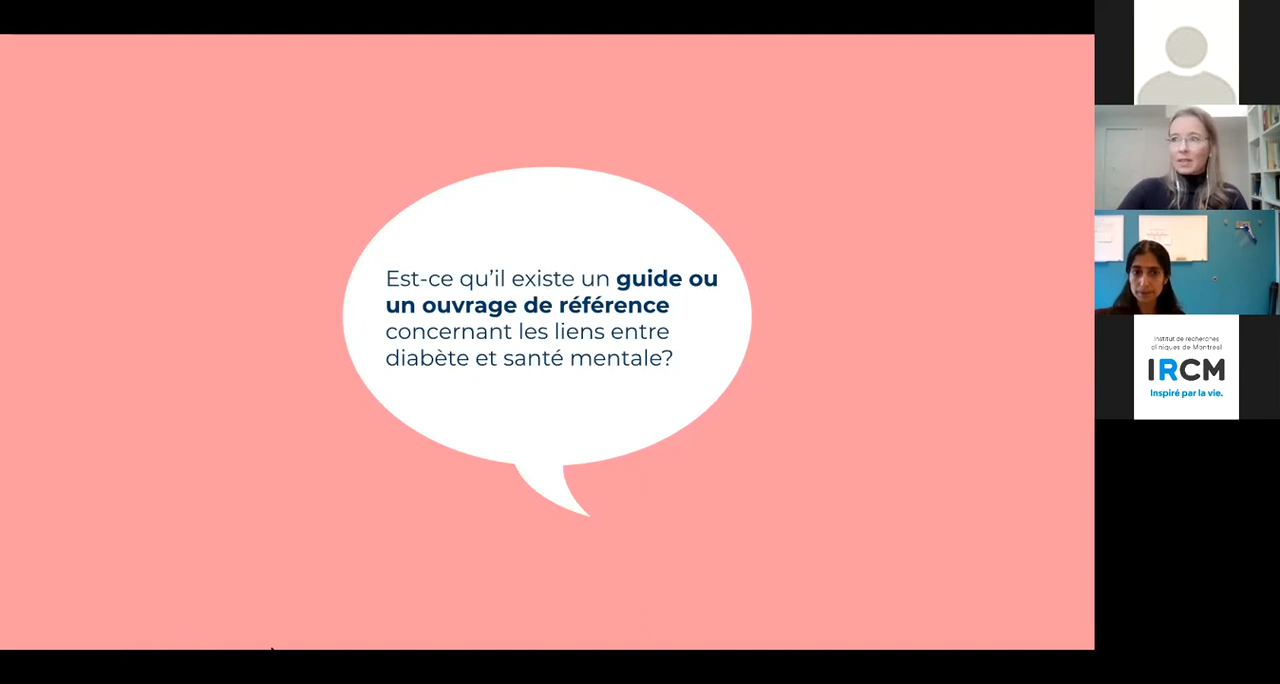 Est-ce qu’il existe un guide ou
un ouvrage de référence
concernant les liens entre
diabète et santé mentale?
Institut de recherches
cliniques de Montréal
IRCM
Inspiré par la vie.